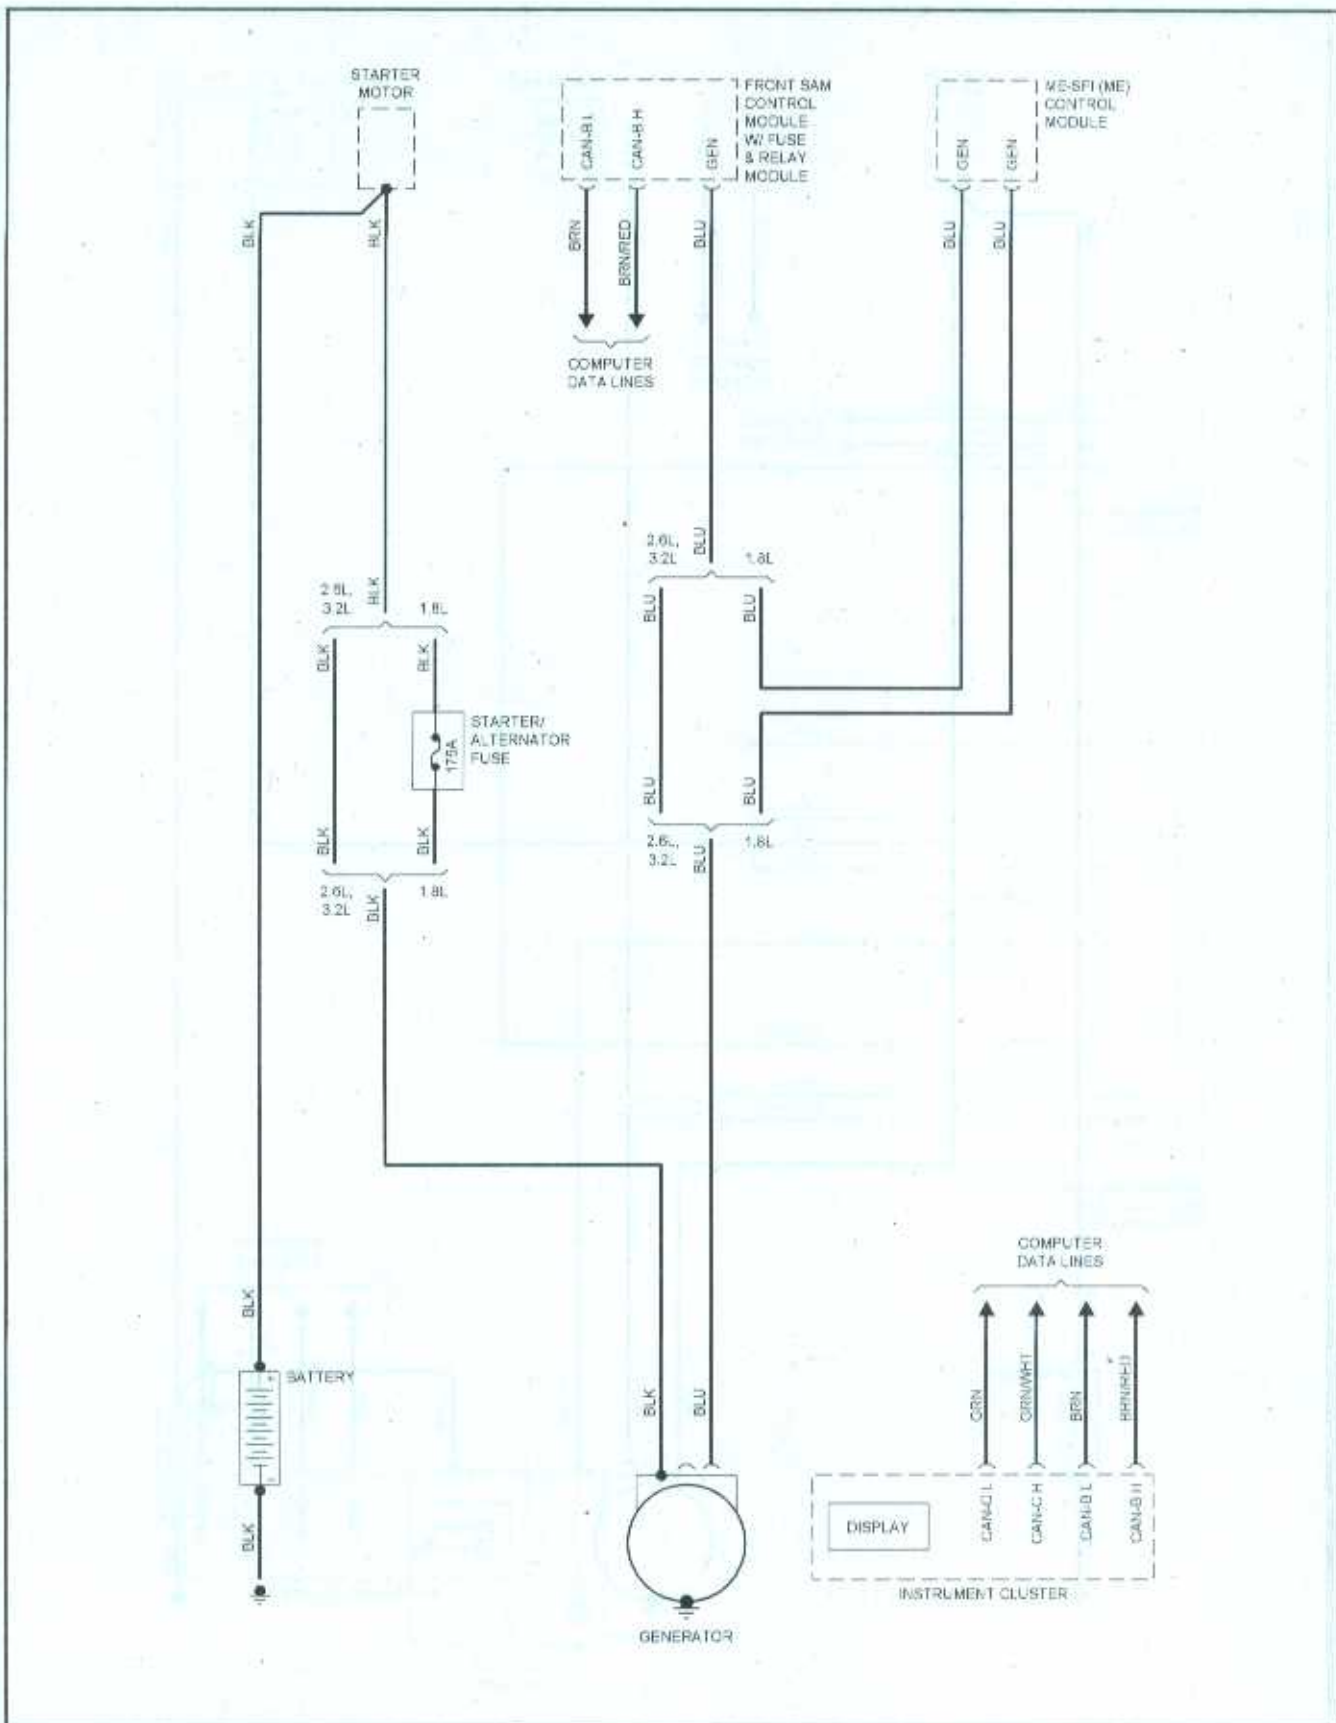 STARTER
MOTOR
FRONT SAM
CONTROL
MODULE
W/ FUSE
& RELAY
MODULE
ME-SFI (ME)
CONTROL
MODULE
CAN-B L
CAN-B H
GEN
GEN
GEN
BLK
BLK
BRN
BRN/RED
BLU
BLU
BLU
COMPUTER
DATA LINES
2.6L,
3.2L
BLU
1.8L
2.6L,
3.2L
BLK
1.8L
BLU
BLU
BLK
BLK
STARTER/
ALTERNATOR
FUSE
175A
BLU
BLU
BLK
BLK
2.6L,
3.2L
BLU
1.8L
2.6L,
3.2L
BLK
1.8L
COMPUTER
DATA LINES
BLK
BATTERY
+
-
BLK
BLK
BLU
GRN
GRN/WHT
BRN
BRN/RED
CAN-C L
CAN-C H
CAN-B L
CAN-B H
DISPLAY
INSTRUMENT CLUSTER
GENERATOR